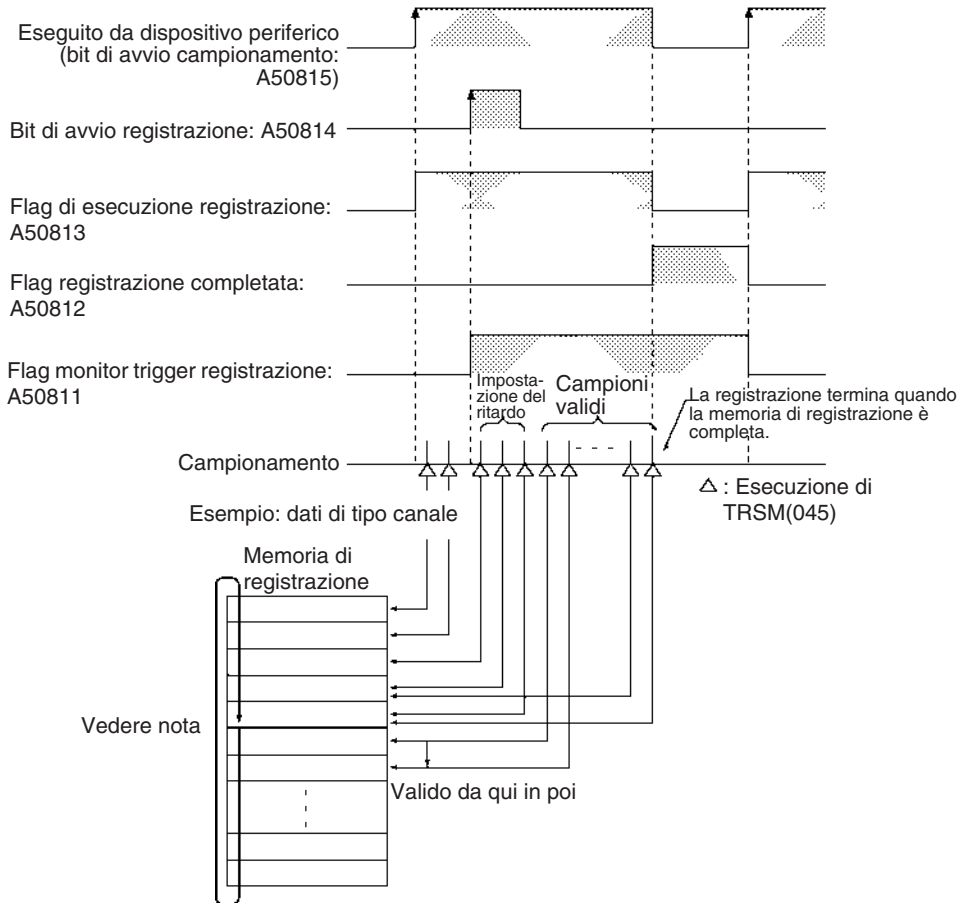 Eseguito da dispositivo periferico
(bit di avvio campionamento:
A50815)
Bit di avvio registrazione: A50814
Flag di esecuzione registrazione:
A50813
Flag registrazione completata:
A50812
Flag monitor trigger registrazione:
A50811
Imposta-
zione del
ritardo
Campioni
validi
La registrazione termina quando
la memoria di registrazione è
completa.
Campionamento
: Esecuzione di
TRSM(045)
Esempio: dati di tipo canale
Memoria di
registrazione
Vedere nota
Valido da qui in poi